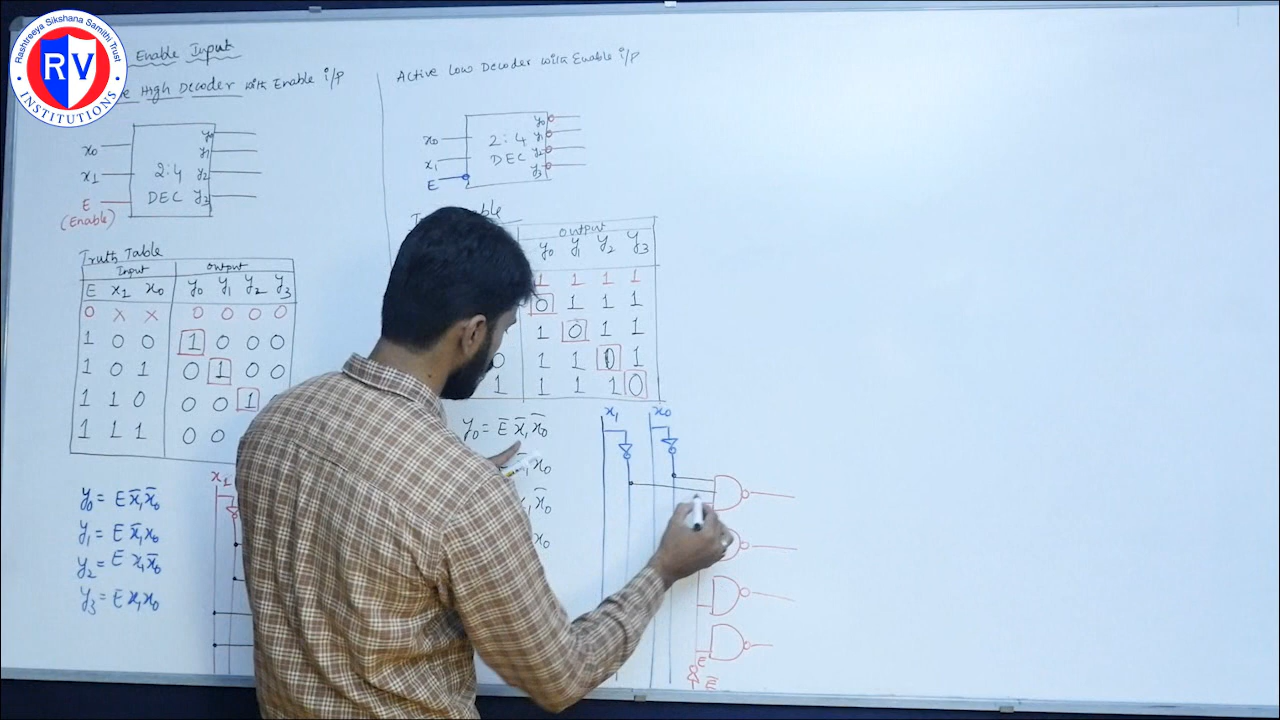 Rashtreeya Sikshana Samithi Trust
RV
INSTITUTIONS
Enable Input
High Decoder with Enable i/p
x0
x1
E
(Enable)
2:4
DEC
y0
y1
y2
y3
Truth Table
Input Output
E x1 x0 y0 y1 y2 y3
0 x x 0 0 0 0
1 0 0 1 0 0 0
1 0 1 0 1 0 0
1 1 0 0 0 1
1 1 1 0 0
y0 = E x̅1 x̅0
y1 = E x̅1 x0
y2 = E x1 x̅0
y3 = E x1 x0
x1
Active Low Decoder with Enable i/p
x0
x1
E
2:4
DEC
y0
y1
y2
y3
Output
y0 y1 y2 y3
1 1 1 1
0 1 1 1
1 0 1 1
0 1 1 0 1
1 1 1 1 0
y0 = E̅ x̅1 x̅0
x0
x̅0
x0
x1 x0
E
E̅